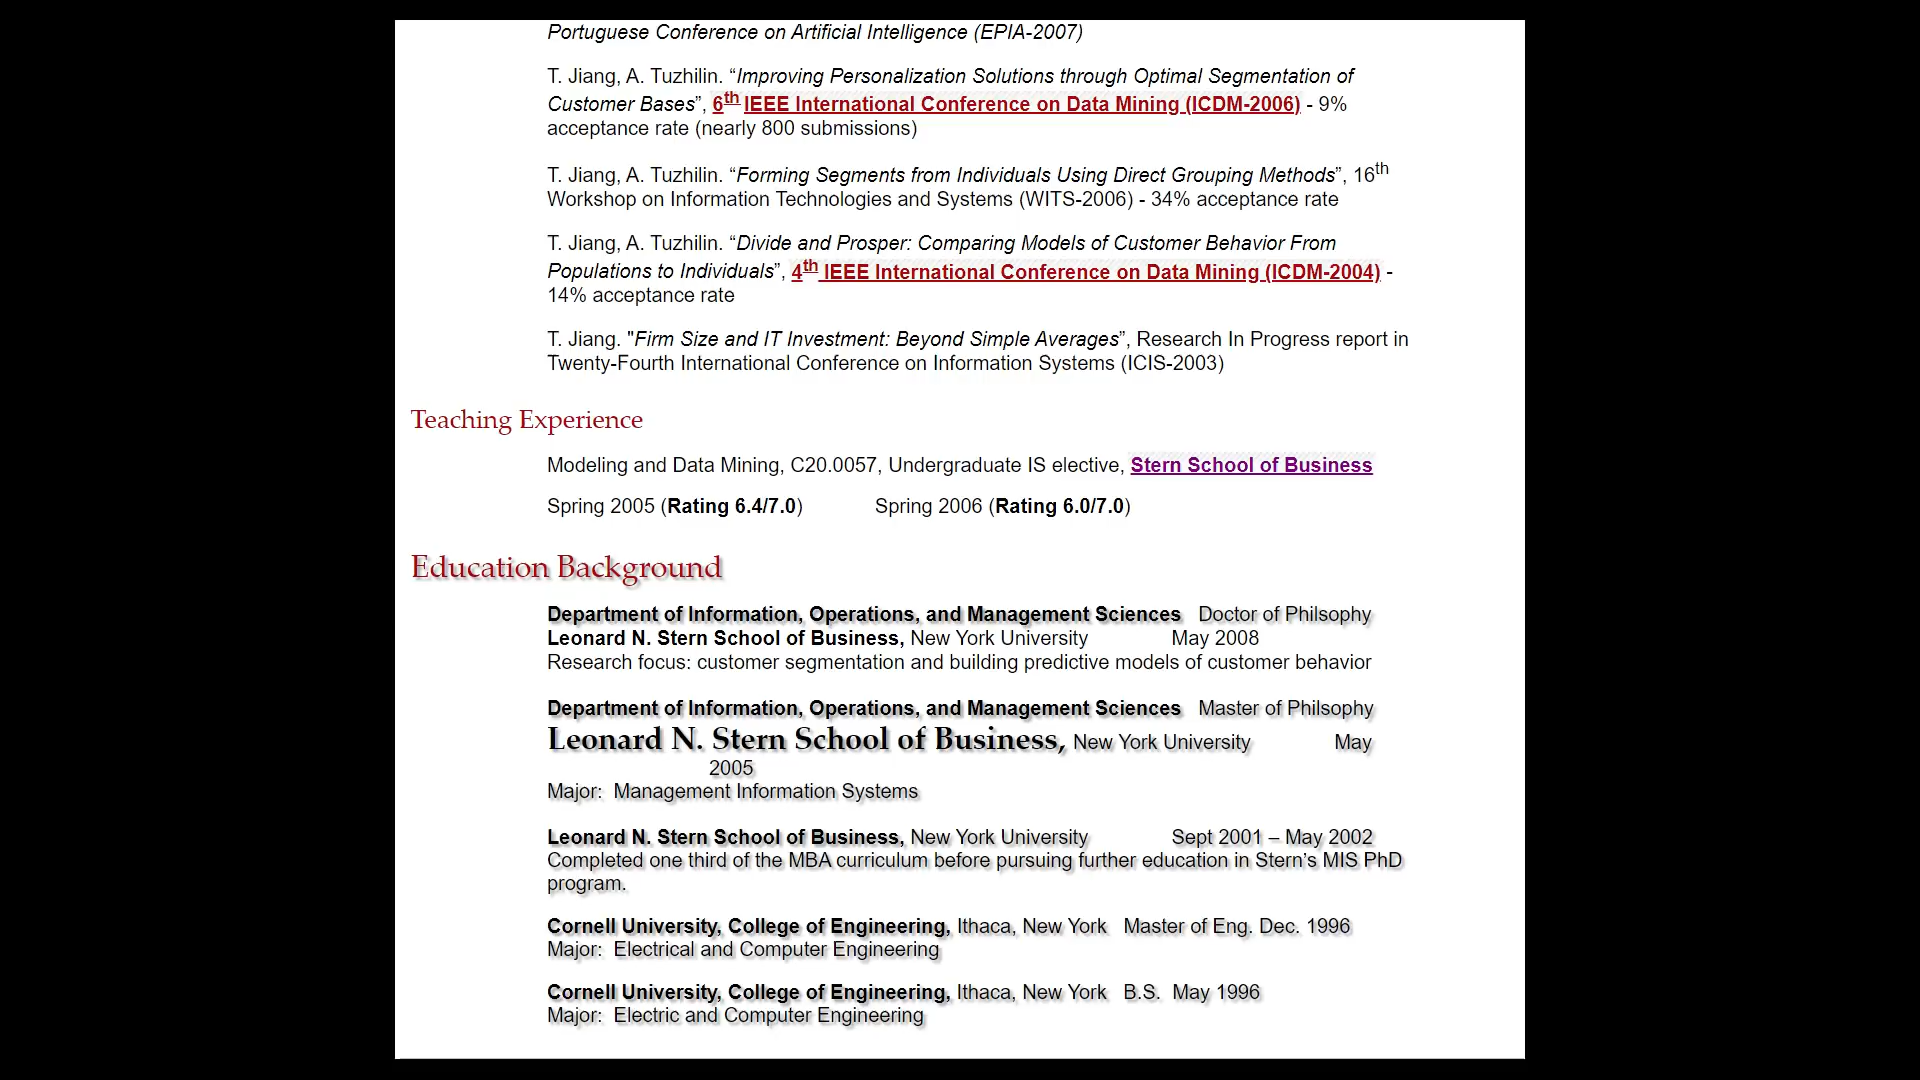 Portuguese Conference on Artificial Intelligence (EPIA-2007)
T. Jiang, A. Tuzhilin. “Improving Personalization Solutions through Optimal Segmentation of
Customer Bases”, 6th IEEE International Conference on Data Mining (ICDM-2006) - 9%
acceptance rate (nearly 800 submissions)
T. Jiang, A. Tuzhilin. “Forming Segments from Individuals Using Direct Grouping Methods”, 16th
Workshop on Information Technologies and Systems (WITS-2006) - 34% acceptance rate
T. Jiang, A. Tuzhilin. “Divide and Prosper: Comparing Models of Customer Behavior From
Populations to Individuals”, 4th IEEE International Conference on Data Mining (ICDM-2004) -
14% acceptance rate
T. Jiang. "Firm Size and IT Investment: Beyond Simple Averages”, Research In Progress report in
Twenty-Fourth International Conference on Information Systems (ICIS-2003)
Teaching Experience
Modeling and Data Mining, C20.0057, Undergraduate IS elective, Stern School of Business
Spring 2005 (Rating 6.4/7.0) Spring 2006 (Rating 6.0/7.0)
Education Background
Department of Information, Operations, and Management Sciences Doctor of Philsophy
Leonard N. Stern School of Business, New York University May 2008
Research focus: customer segmentation and building predictive models of customer behavior
Department of Information, Operations, and Management Sciences Master of Philsophy
Leonard N. Stern School of Business, New York University May
2005
Major: Management Information Systems
Leonard N. Stern School of Business, New York University Sept 2001 – May 2002
Completed one third of the MBA curriculum before pursuing further education in Stern’s MIS PhD
program.
Cornell University, College of Engineering, Ithaca, New York Master of Eng. Dec. 1996
Major: Electrical and Computer Engineering
Cornell University, College of Engineering, Ithaca, New York B.S. May 1996
Major: Electric and Computer Engineering